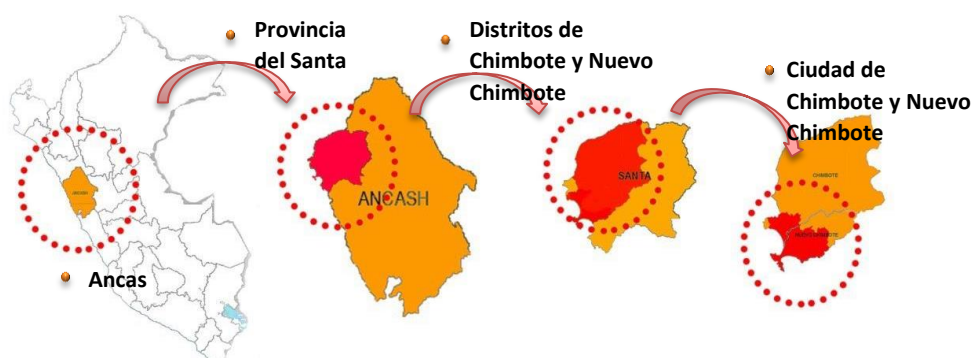 Provincia
del Santa
Distritos de
Chimbote y Nuevo
Chimbote
Ciudad de
Chimbote y Nuevo
Chimbote
Ancas
ANCASH
SANTA
CHIMBOTE